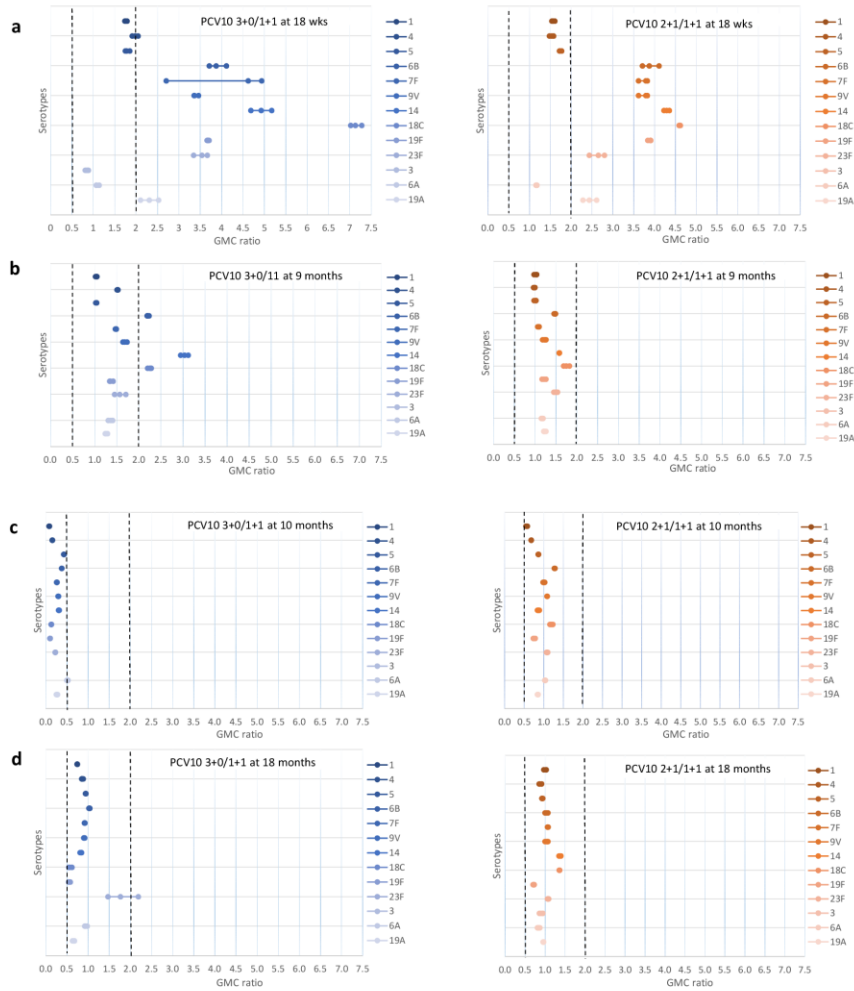 a
PCV10 3+0/1+1 at 18 wks
Serotypes
1
4
5
6B
7F
9V
14
18C
19F
23F
3
6A
19A
0.0 0.5 1.0 1.5 2.0 2.5 3.0 3.5 4.0 4.5 5.0 5.5 6.0 6.5 7.0 7.5
GMC ratio
PCV10 2+1/1+1 at 18 wks
Serotypes
1
4
5
6B
7F
9V
14
18C
19F
23F
3
6A
19A
0.0 0.5 1.0 1.5 2.0 2.5 3.0 3.5 4.0 4.5 5.0 5.5 6.0 6.5 7.0 7.5
GMC ratio
b
PCV10 3+0/11 at 9 months
Serotypes
1
4
5
6B
7F
9V
14
18C
19F
23F
3
6A
19A
0.0 0.5 1.0 1.5 2.0 2.5 3.0 3.5 4.0 4.5 5.0 5.5 6.0 6.5 7.0 7.5
GMC ratio
PCV10 2+1/1+1 at 9 months
Serotypes
1
4
5
6B
7F
9V
14
18C
19F
23F
3
6A
19A
0.0 0.5 1.0 1.5 2.0 2.5 3.0 3.5 4.0 4.5 5.0 5.5 6.0 6.5 7.0 7.5
GMC ratio
c
PCV10 3+0/1+1 at 10 months
Serotypes
1
4
5
6B
7F
9V
14
18C
19F
23F
3
6A
19A
0.0 0.5 1.0 1.5 2.0 2.5 3.0 3.5 4.0 4.5 5.0 5.5 6.0 6.5 7.0 7.5
GMC ratio
PCV10 2+1/1+1 at 10 months
Serotypes
1
4
5
6B
7F
9V
14
18C
19F
23F
3
6A
19A
0.0 0.5 1.0 1.5 2.0 2.5 3.0 3.5 4.0 4.5 5.0 5.5 6.0 6.5 7.0 7.5
GMC ratio
d
PCV10 3+0/1+1 at 18 months
Serotypes
1
4
5
6B
7F
9V
14
18C
19F
23F
3
6A
19A
0.0 0.5 1.0 1.5 2.0 2.5 3.0 3.5 4.0 4.5 5.0 5.5 6.0 6.5 7.0 7.5
GMC ratio
PCV10 2+1/1+1 at 18 months
Serotypes
1
4
5
6B
7F
9V
14
18C
19F
23F
3
6A
19A
0.0 0.5 1.0 1.5 2.0 2.5 3.0 3.5 4.0 4.5 5.0 5.5 6.0 6.5 7.0 7.5
GMC ratio